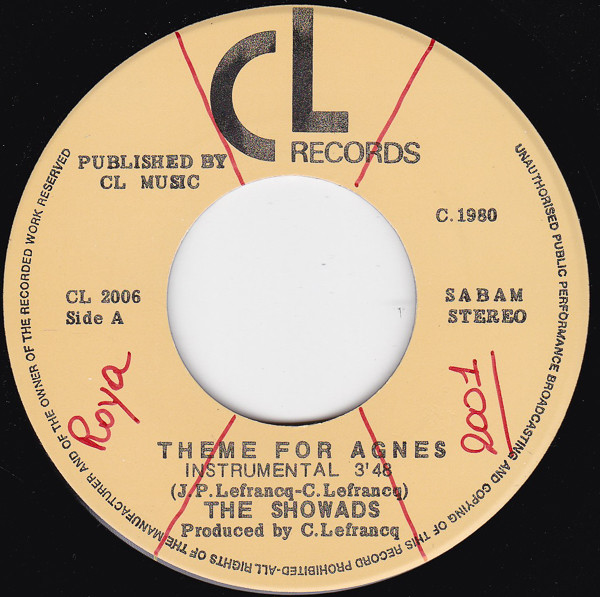 CL
RECORDS
PUBLISHED BY
CL MUSIC
C.1980
CL 2006
Side A
SABAM
STEREO
Roya
THEME FOR AGNES
INSTRUMENTAL 3'48
(J.P.Lefrancq-C.Lefrancq)
THE SHOWADS
Produced by C.Lefrancq
ALL RIGHTS OF THE MANUFACTURER AND OF THE OWNER OF THE RECORDED WORK RESERVED
UNAUTHORISED PUBLIC PERFORMANCE BROADCASTING AND COPYING OF THIS RECORD PROHIBITED-